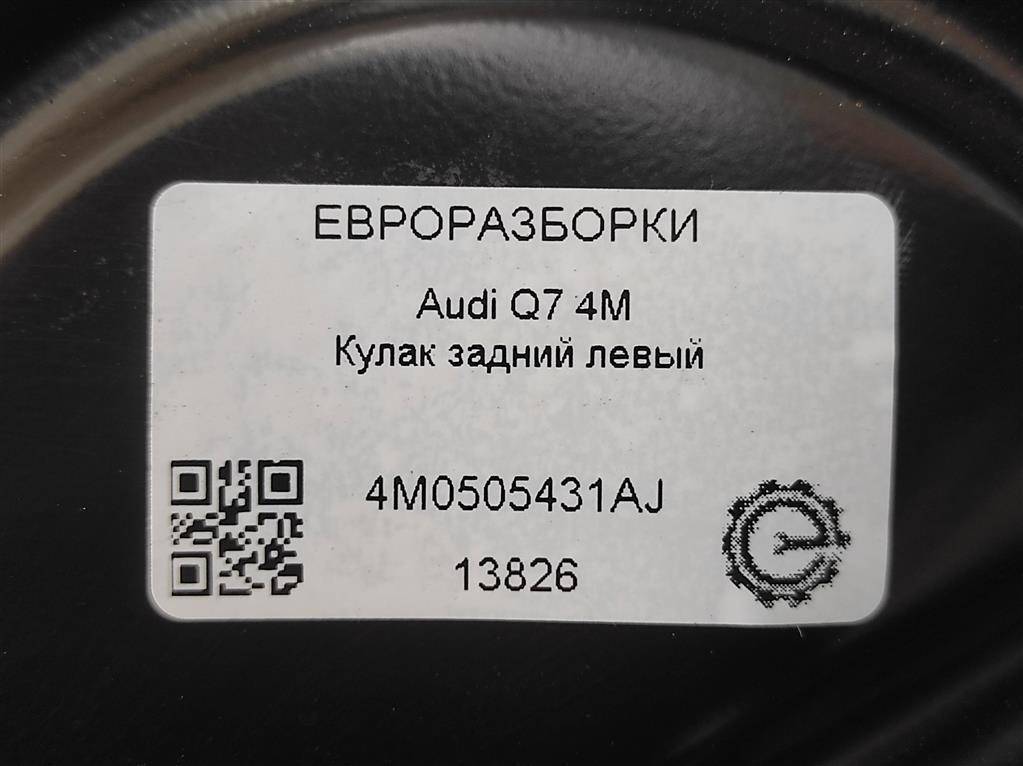 ЕВРОРАЗБОРКИ
Audi Q7 4M
Кулак задний левый
4M0505431AJ
13826